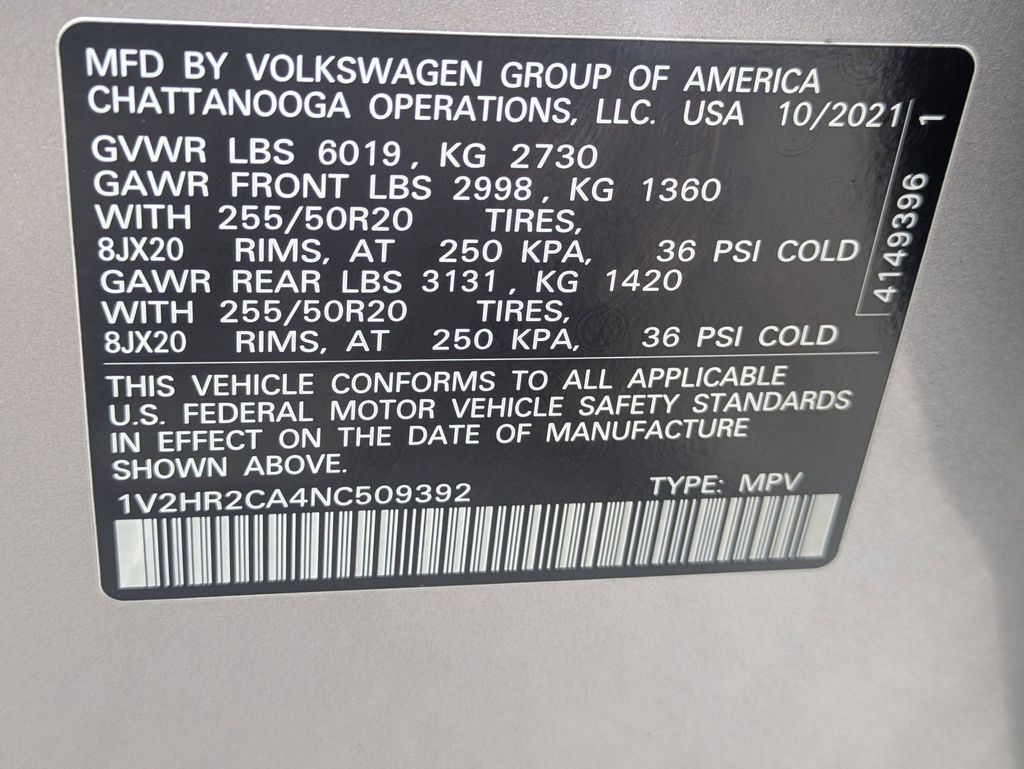 MFD BY VOLKSWAGEN GROUP OF AMERICA
CHATTANOOGA OPERATIONS, LLC. USA 10/2021
GVWR LBS 6019, KG 2730
GAWR FRONT LBS 2998, KG 1360
WITH 255/50R20 TIRES,
8JX20 RIMS, AT 250 KPA, 36 PSI COLD
GAWR REAR LBS 3131, KG 1420
WITH 255/50R20 TIRES,
8JX20 RIMS, AT 250 KPA, 36 PSI COLD
4149396 1
THIS VEHICLE CONFORMS TO ALL APPLICABLE
U.S. FEDERAL MOTOR VEHICLE SAFETY STANDARDS
IN EFFECT ON THE DATE OF MANUFACTURE
SHOWN ABOVE.
1V2HR2CA4NC509392 TYPE: MPV